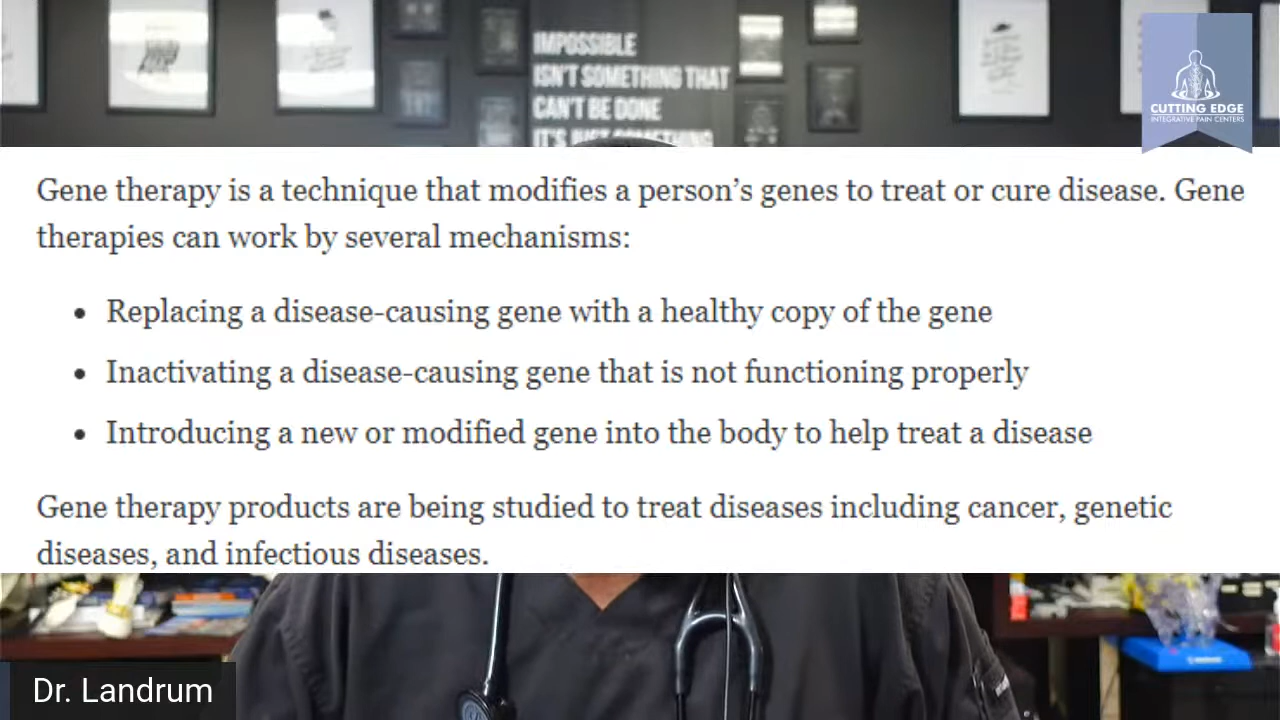 IMPOSSIBLE
ISN'T SOMETHING THAT
CAN'T BE DONE
IT'S JUST SOMETHING
CUTTING EDGE
INTEGRATIVE PAIN CENTERS
Gene therapy is a technique that modifies a person’s genes to treat or cure disease. Gene
therapies can work by several mechanisms:
• Replacing a disease-causing gene with a healthy copy of the gene
• Inactivating a disease-causing gene that is not functioning properly
• Introducing a new or modified gene into the body to help treat a disease
Gene therapy products are being studied to treat diseases including cancer, genetic
diseases, and infectious diseases.
Dr. Landrum